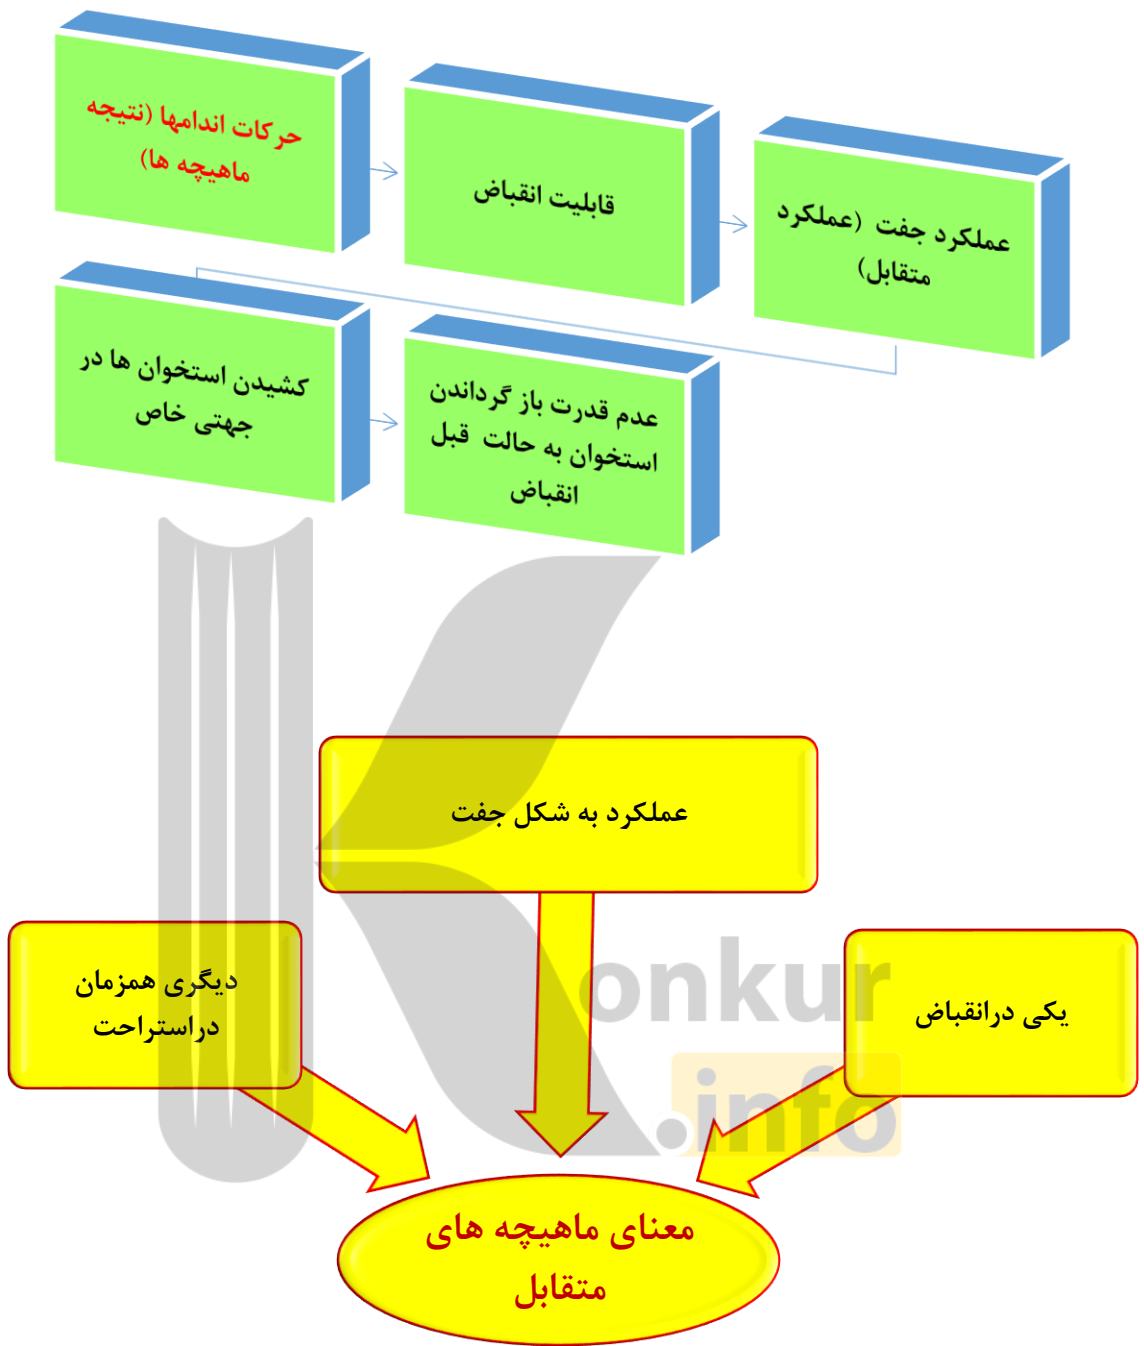 حرکات اندامها (نتیجه
ماهیچه ها)
قابلیت انقباض
عملکرد جفت (عملکرد
متقابل)
کشیدن استخوان ها در
جهتی خاص
عدم قدرت باز گرداندن
استخوان به حالت قبل
انقباض
عملکرد به شکل جفت
یکی درانقباض
دیگری همزمان
دراستراحت
معنای ماهیچه های
متقابل
Konkur
.info